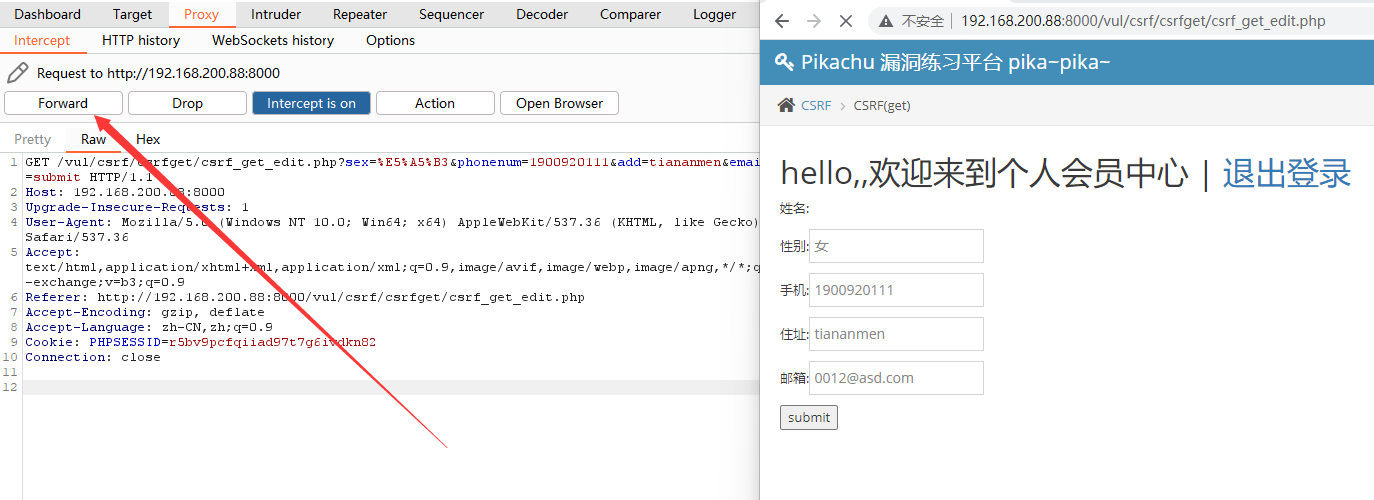 Dashboard Target Proxy Intruder Repeater Sequencer Decoder Comparer Logger
Intercept HTTP history WebSockets history Options
Request to http://192.168.200.88:8000
Forward Drop Intercept is on Action Open Browser
Pretty Raw Hex
1 GET /vul/csrf/csrfget/csrf_get_edit.php?sex=%E5%A5%B3&phonenum=1900920111&add=tiananmen&emai
=submit HTTP/1.1
2 Host: 192.168.200.88:8000
3 Upgrade-Insecure-Requests: 1
4 User-Agent: Mozilla/5.0 (Windows NT 10.0; Win64; x64) AppleWebKit/537.36 (KHTML, like Gecko)
Safari/537.36
5 Accept:
text/html,application/xhtml+xml,application/xml;q=0.9,image/avif,image/webp,image/apng,*/*;q
-exchange;v=b3;q=0.9
6 Referer: http://192.168.200.88:8000/vul/csrf/csrfget/csrf_get_edit.php
7 Accept-Encoding: gzip, deflate
8 Accept-Language: zh-CN,zh;q=0.9
9 Cookie: PHPSESSID=r5bv9pcfqiiad97t7g6ivdkn82
10 Connection: close
11
12
不安全 192.168.200.88:8000/vul/csrf/csrfget/csrf_get_edit.php
Pikachu 漏洞练习平台 pika~pika~
CSRF CSRF(get)
hello,,欢迎来到个人会员中心 | 退出登录
姓名:
性别: 女
手机: 1900920111
住址: tiananmen
邮箱: 0012@asd.com
submit